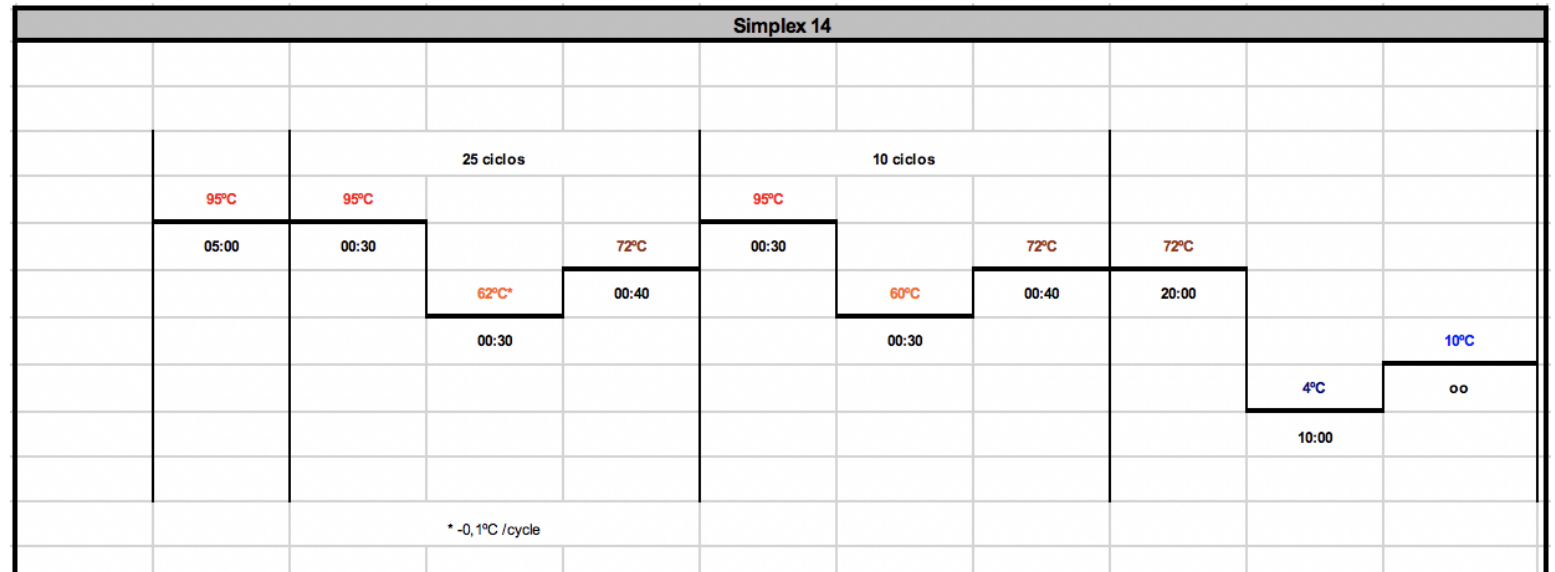 Simplex 14
25 ciclos 10 ciclos
95ºC 95ºC 95ºC
05:00 00:30 72ºC 00:30 72ºC 72ºC
62ºC* 00:40 60ºC 00:40 20:00
00:30 00:30 10ºC
4ºC oo
10:00
* -0,1ºC /cycle